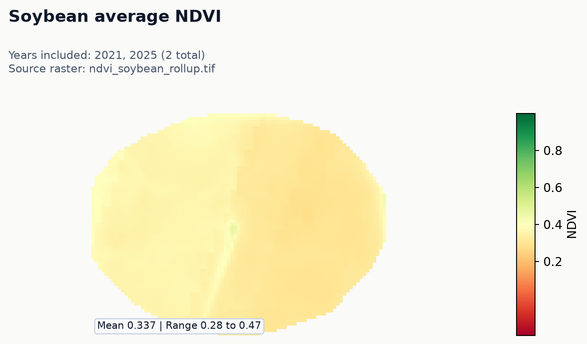 Soybean average NDVI
Years included: 2021, 2025 (2 total)
Source raster: ndvi_soybean_rollup.tif
0.8
0.6
0.4
0.2
NDVI
Mean 0.337 | Range 0.28 to 0.47